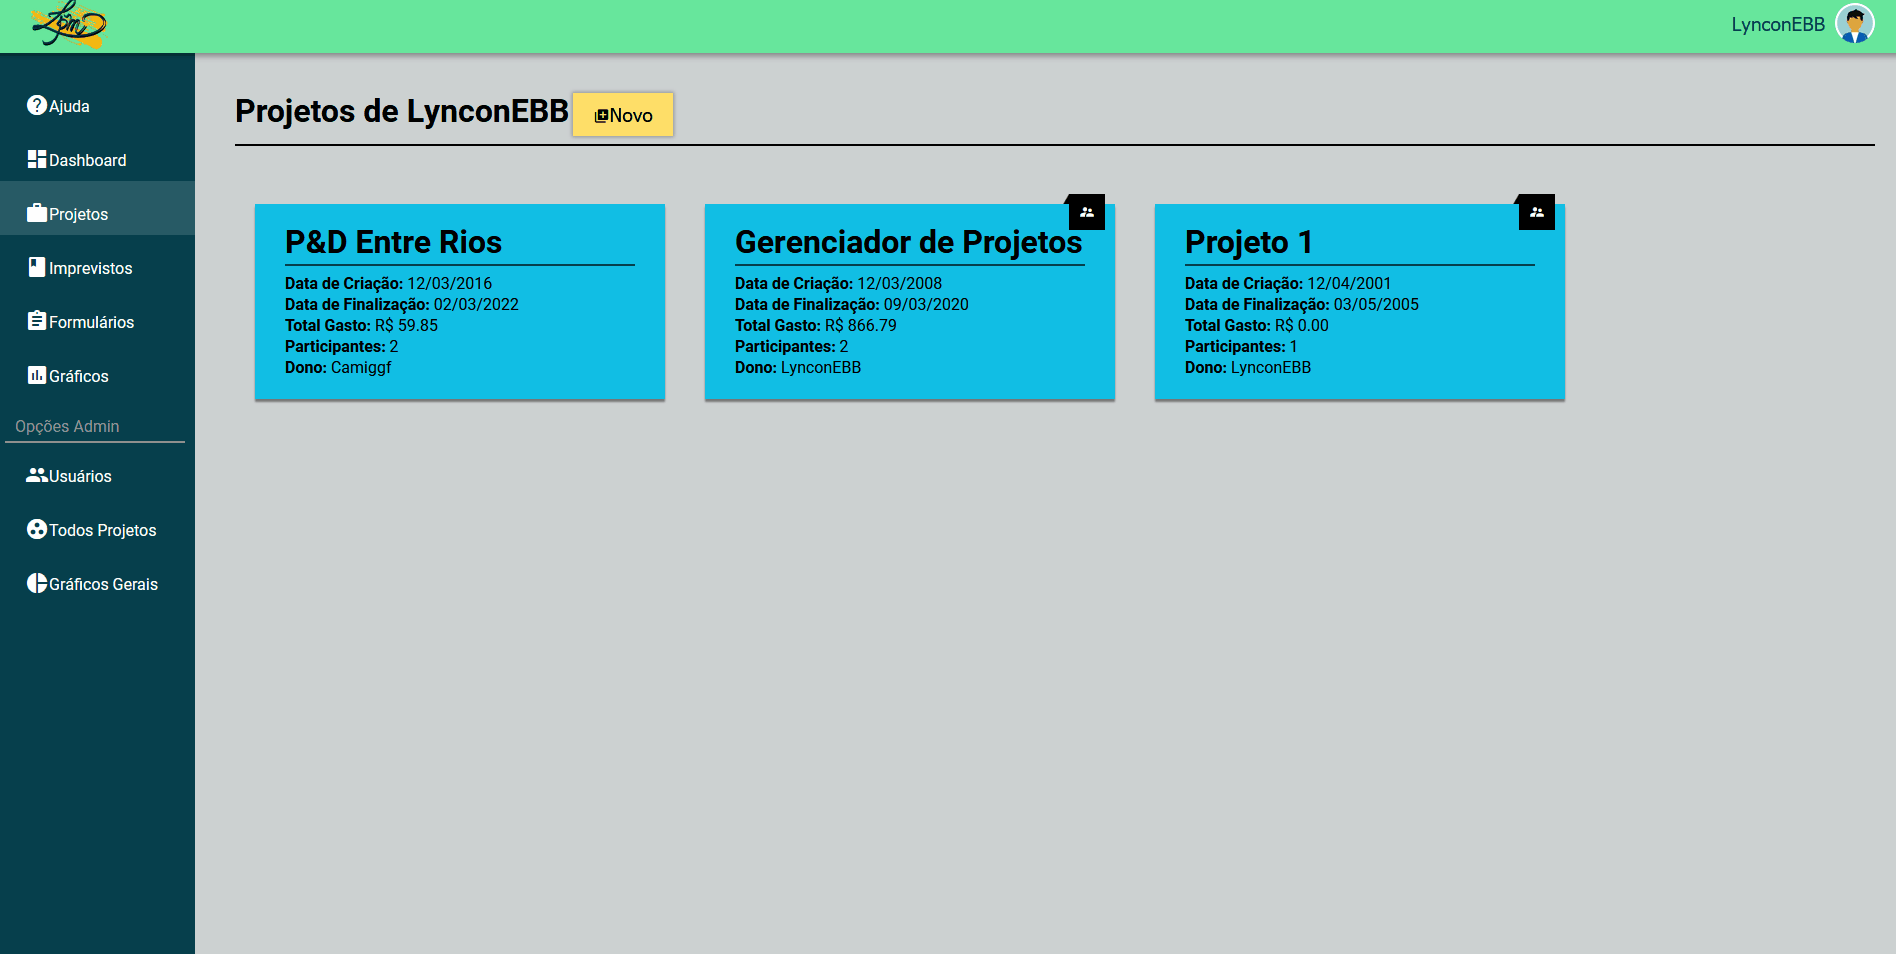 LynconEBB
Ajuda
Dashboard
Projetos
Imprevistos
Formulários
Gráficos
Opções Admin
Usuários
Todos Projetos
Gráficos Gerais
Projetos de LynconEBB
Novo
P&D Entre Rios
Data de Criação: 12/03/2016
Data de Finalização: 02/03/2022
Total Gasto: R$ 59.85
Participantes: 2
Dono: Camiggf
Gerenciador de Projetos
Data de Criação: 12/03/2008
Data de Finalização: 09/03/2020
Total Gasto: R$ 866.79
Participantes: 2
Dono: LynconEBB
Projeto 1
Data de Criação: 12/04/2001
Data de Finalização: 03/05/2005
Total Gasto: R$ 0.00
Participantes: 1
Dono: LynconEBB